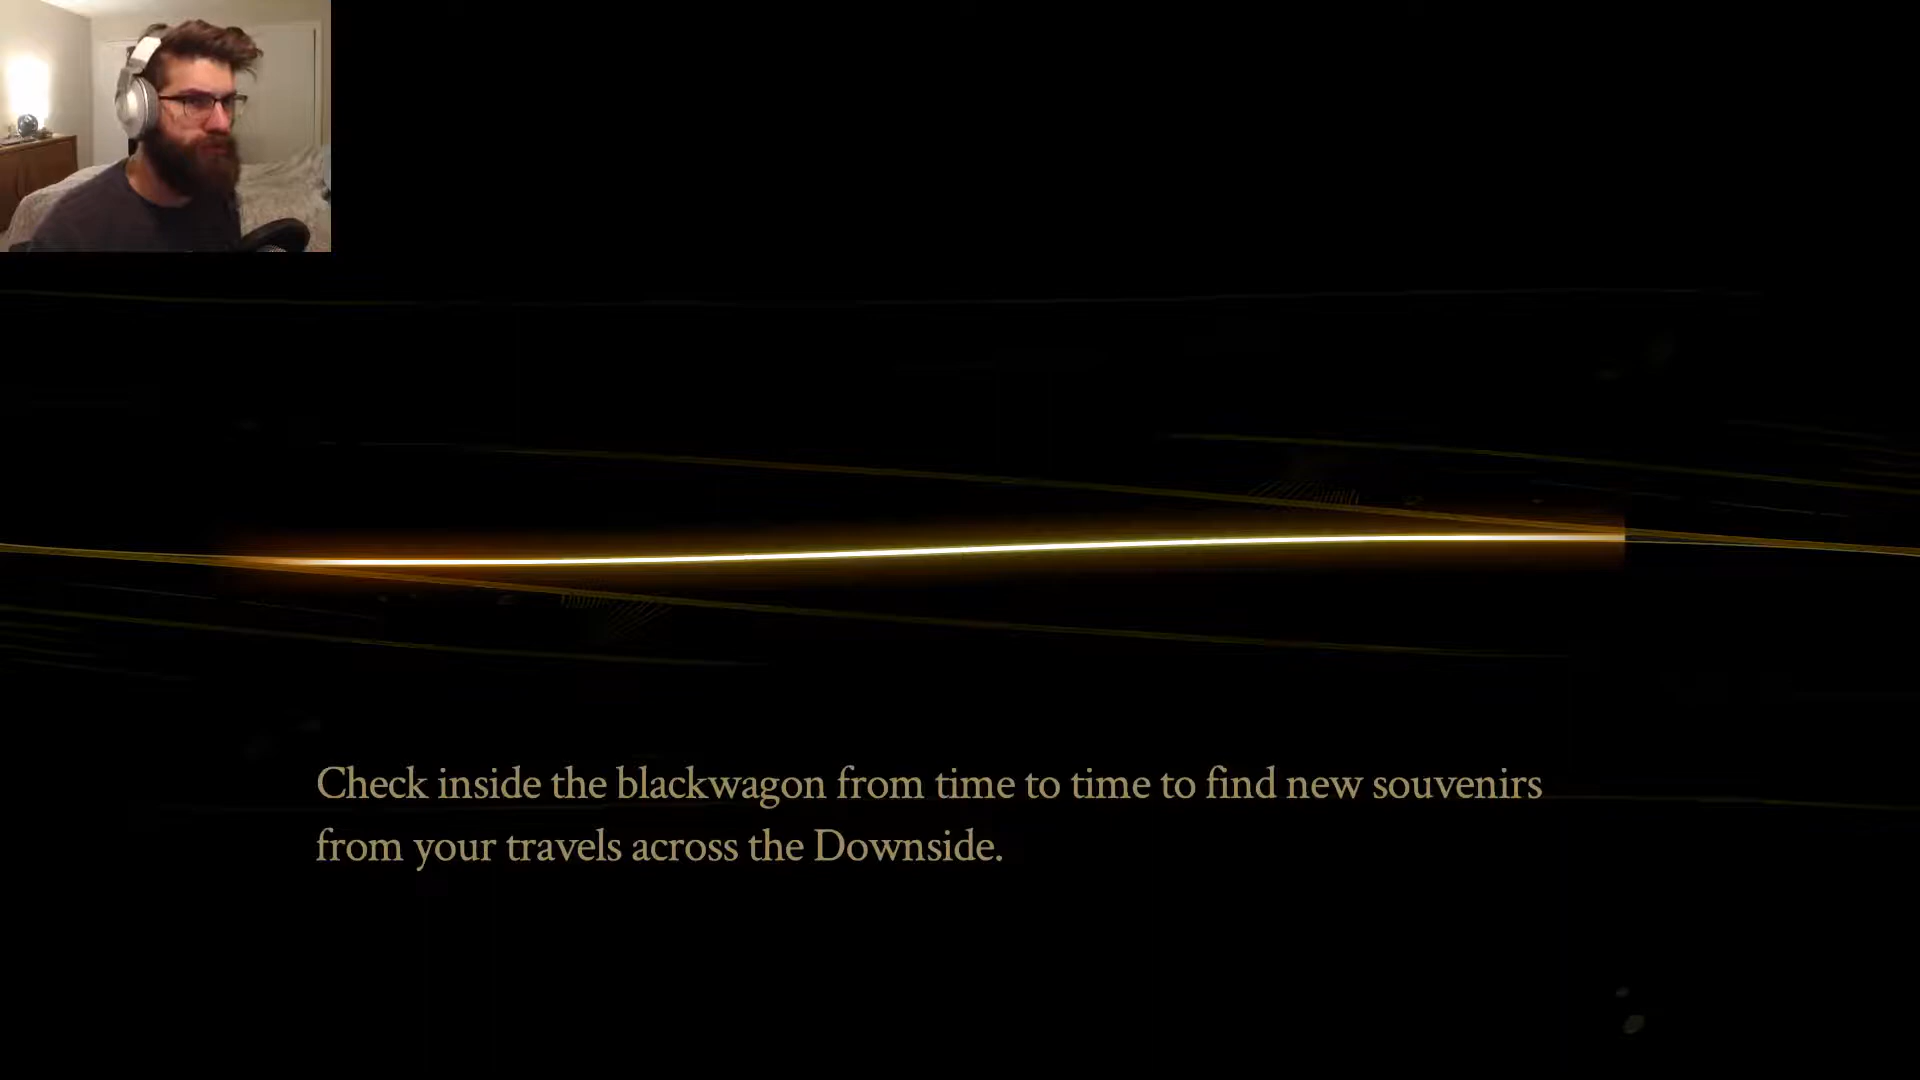 Check inside the blackwagon from time to time to find new souvenirs
from your travels across the Downside.